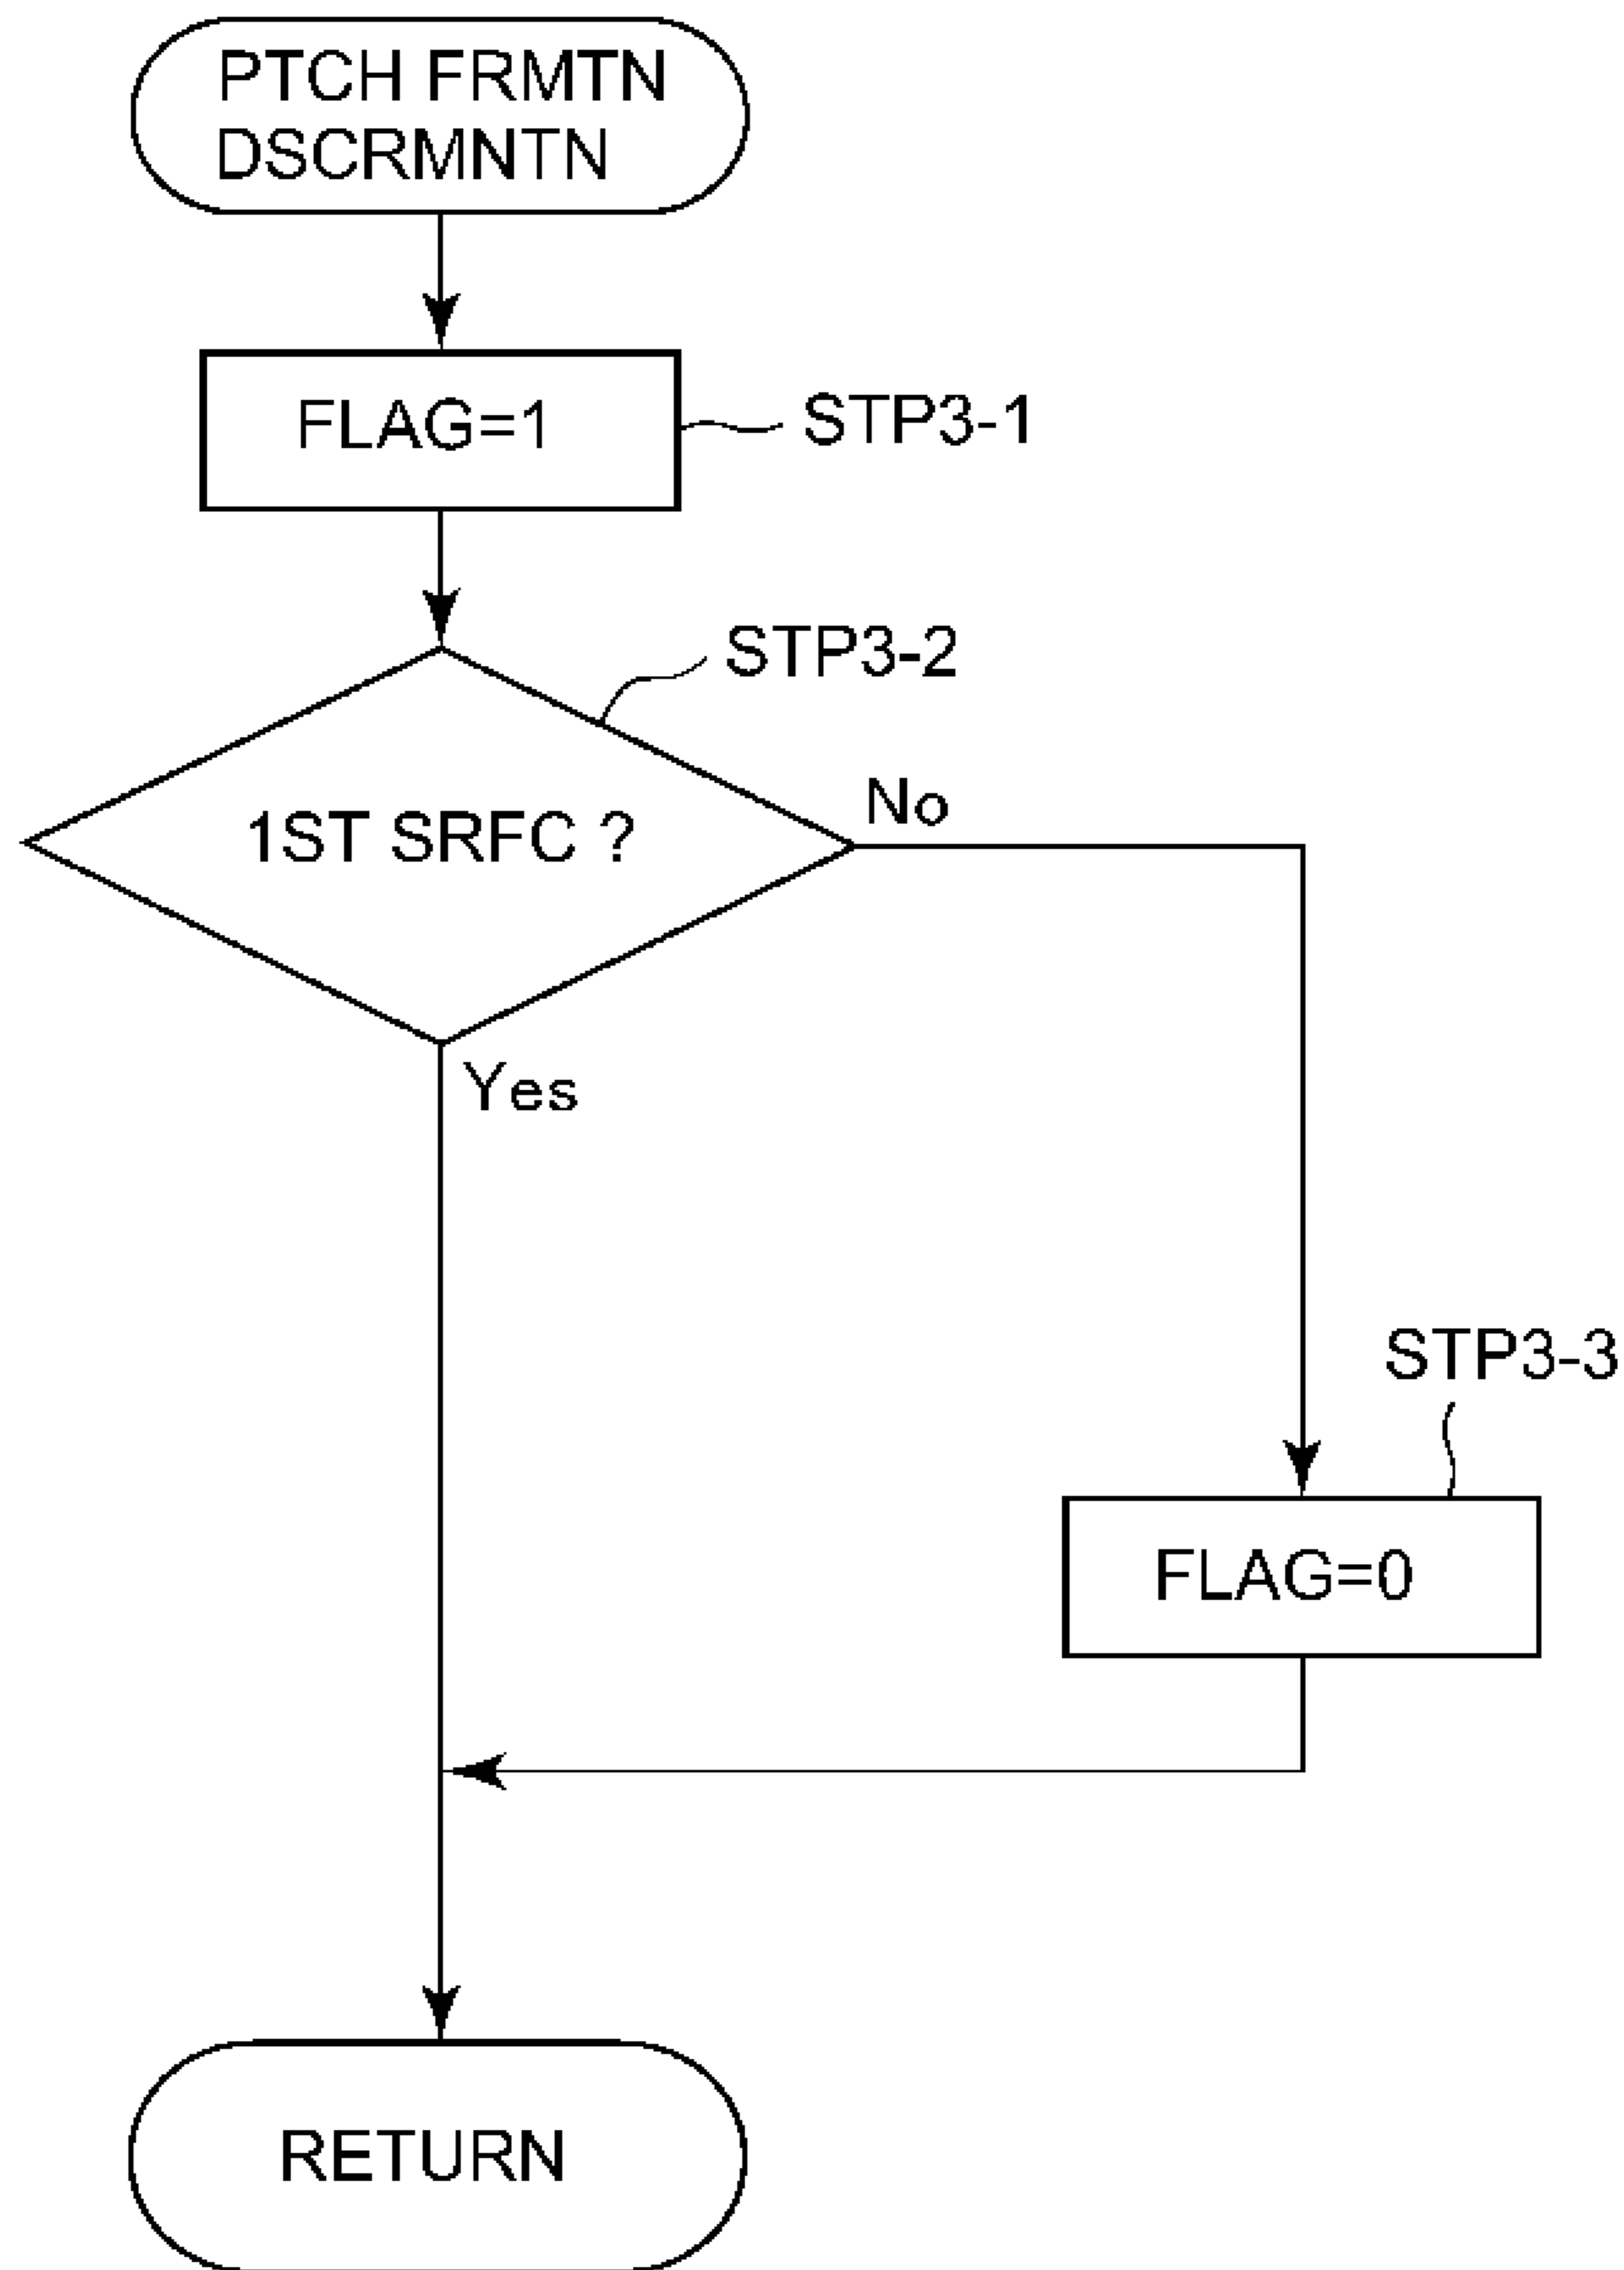 PTCH FRMTN
DSCRMNTN
FLAG=1
STP3-1
STP3-2
1ST SRFC ?
No
Yes
STP3-3
FLAG=0
RETURN